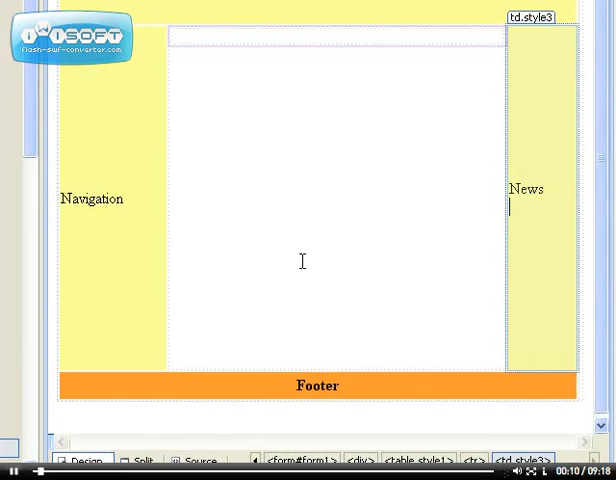 td.style3
iWiSOFT
flash-swf-converter.com
News
Navigation
Footer
Design
Split
Source
<form#form1>
<div>
<table.style1>
<tr>
<td.style3>
00:10 / 09:18